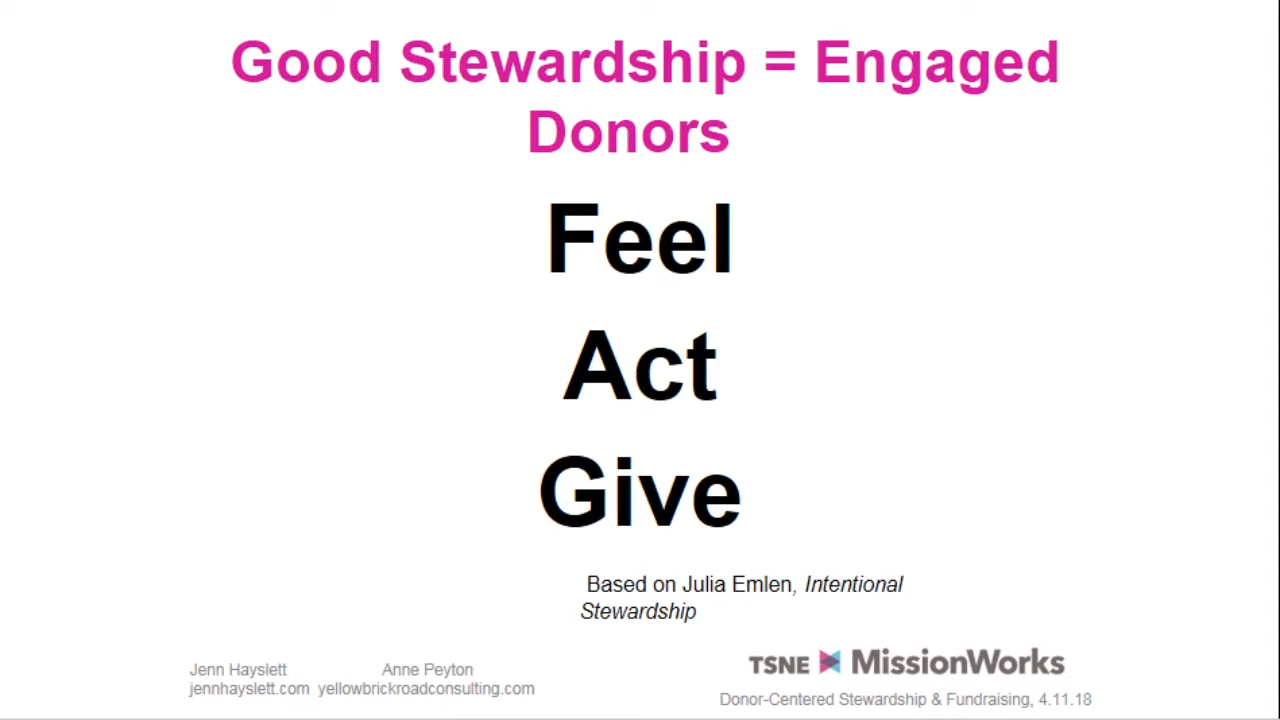 Good Stewardship = Engaged
Donors
Feel
Act
Give
Based on Julia Emlen, Intentional
Stewardship
Jenn Hayslett Anne Peyton
jennhayslett.com yellowbrickroadconsulting.com
TSNE MissionWorks
Donor-Centered Stewardship & Fundraising, 4.11.18